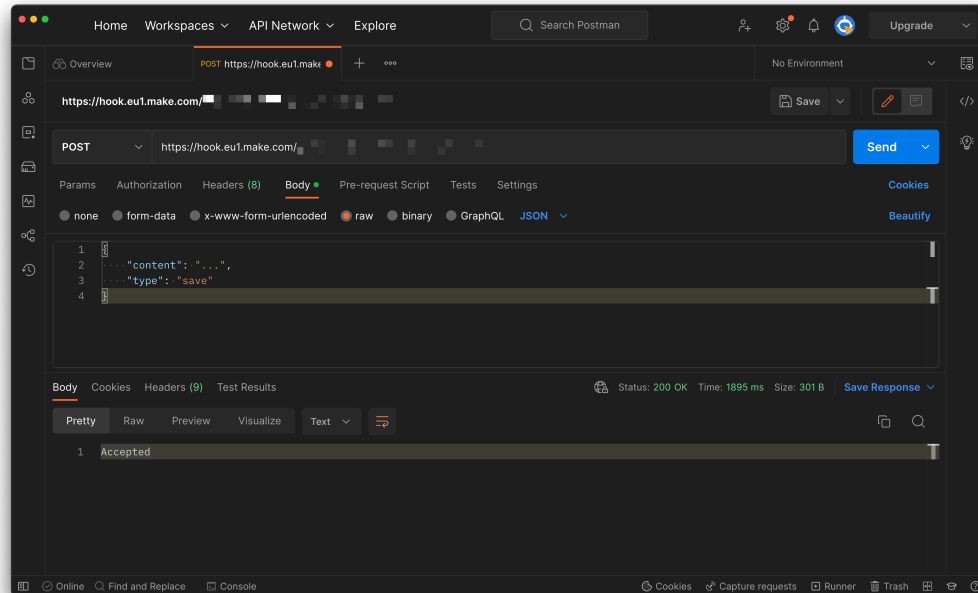 Home Workspaces API Network Explore Search Postman Upgrade
Overview POST https://hook.eu1.make No Environment
https://hook.eu1.make.com/ Save
POST https://hook.eu1.make.com/ Send
Params Authorization Headers (8) Body Pre-request Script Tests Settings Cookies
none form-data x-www-form-urlencoded raw binary GraphQL JSON Beautify
1 {
2 "content": "...",
3 "type": "save"
4 }
Body Cookies Headers (9) Test Results Status: 200 OK Time: 1895 ms Size: 301 B Save Response
Pretty Raw Preview Visualize Text
1 Accepted
Online Find and Replace Console Cookies Capture requests Runner Trash